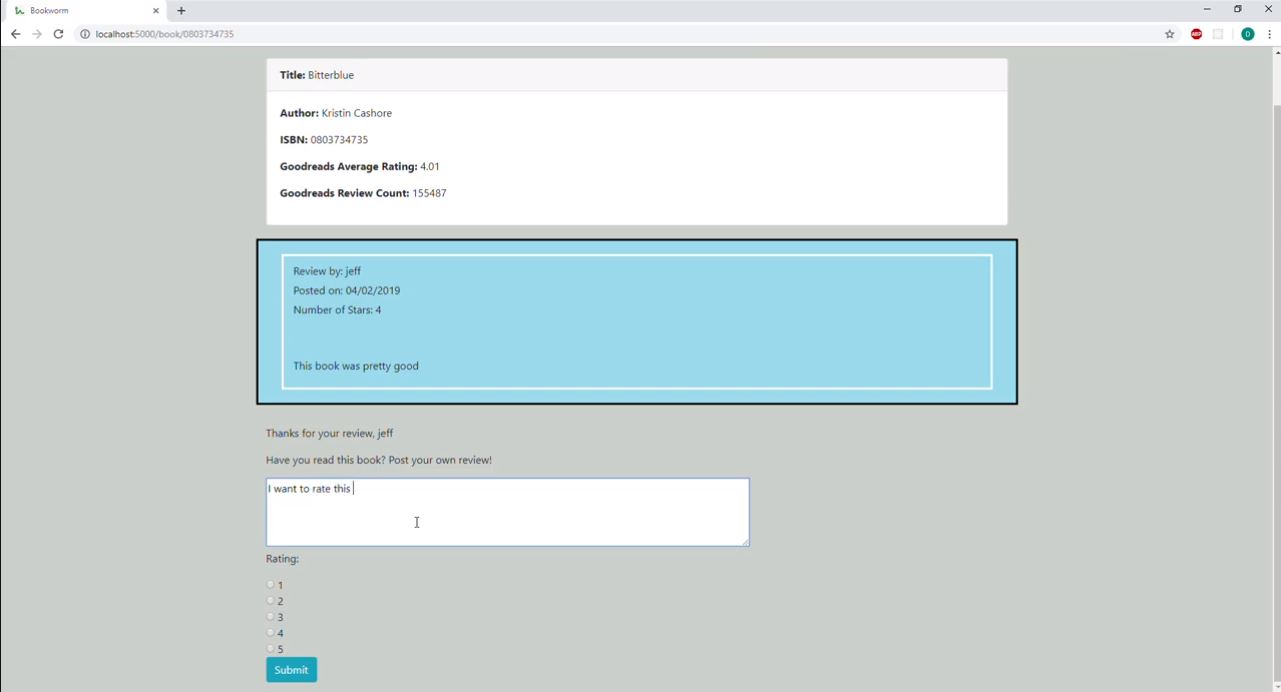 Bookworm
localhost:5000/book/0803734735
ABP
D
Title: Bitterblue
Author: Kristin Cashore
ISBN: 0803734735
Goodreads Average Rating: 4.01
Goodreads Review Count: 155487
Review by: jeff
Posted on: 04/02/2019
Number of Stars: 4
This book was pretty good
Thanks for your review, jeff
Have you read this book? Post your own review!
I want to rate this
Rating:
1
2
3
4
5
Submit